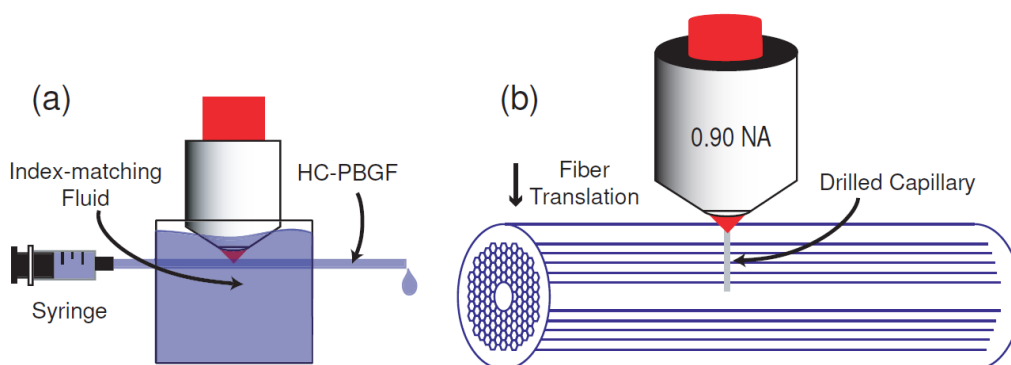 (a)
Index-matching
Fluid
HC-PBGF
Syringe
(b)
0.90 NA
Fiber
Translation
Drilled Capillary